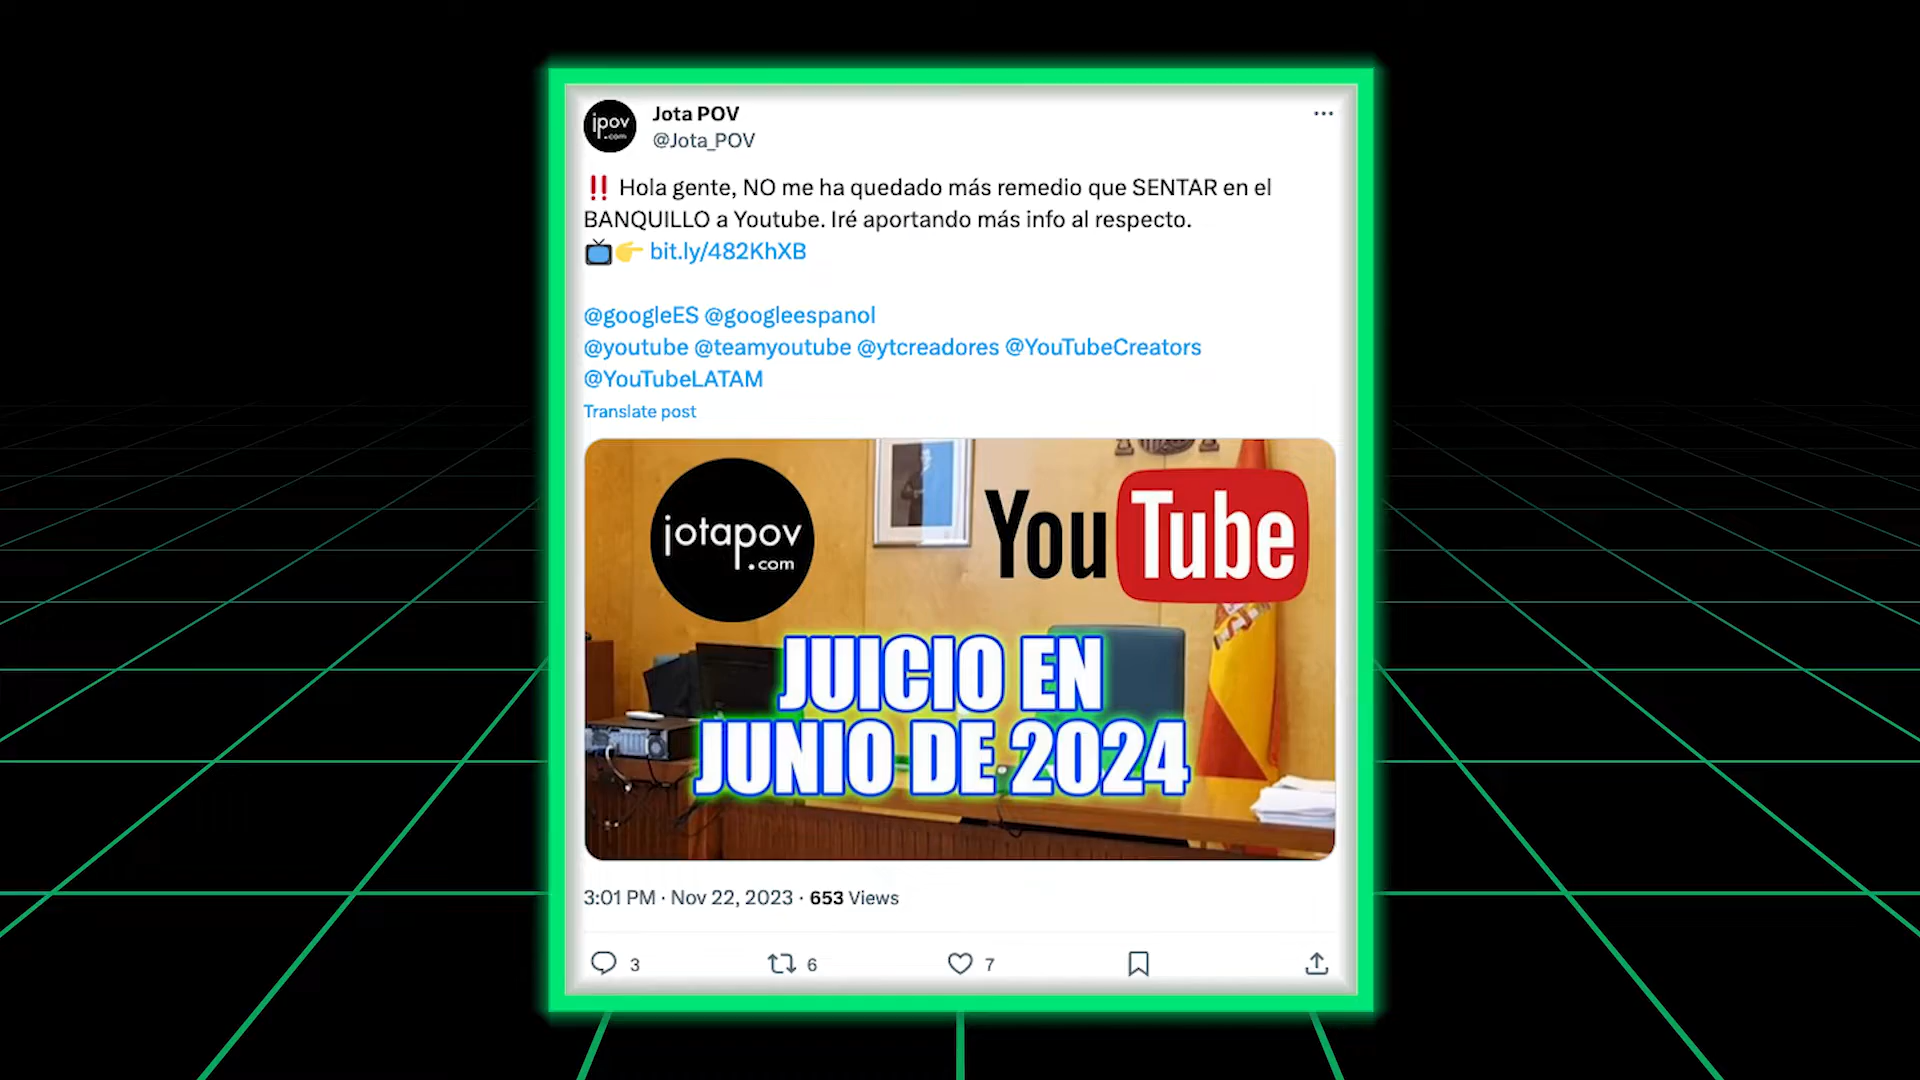 ipov
.com
Jota POV
@Jota_POV
‼️ Hola gente, NO me ha quedado más remedio que SENTAR en el
BANQUILLO a Youtube. Iré aportando más info al respecto.
📺👉 bit.ly/482KhXB
@googleES @googleespanol
@youtube @teamyoutube @ytcreadores @YouTubeCreators
@YouTubeLATAM
Translate post
jotapov
.com
YouTube
JUICIO EN
JUNIO DE 2024
3:01 PM · Nov 22, 2023 · 653 Views
3 6 7